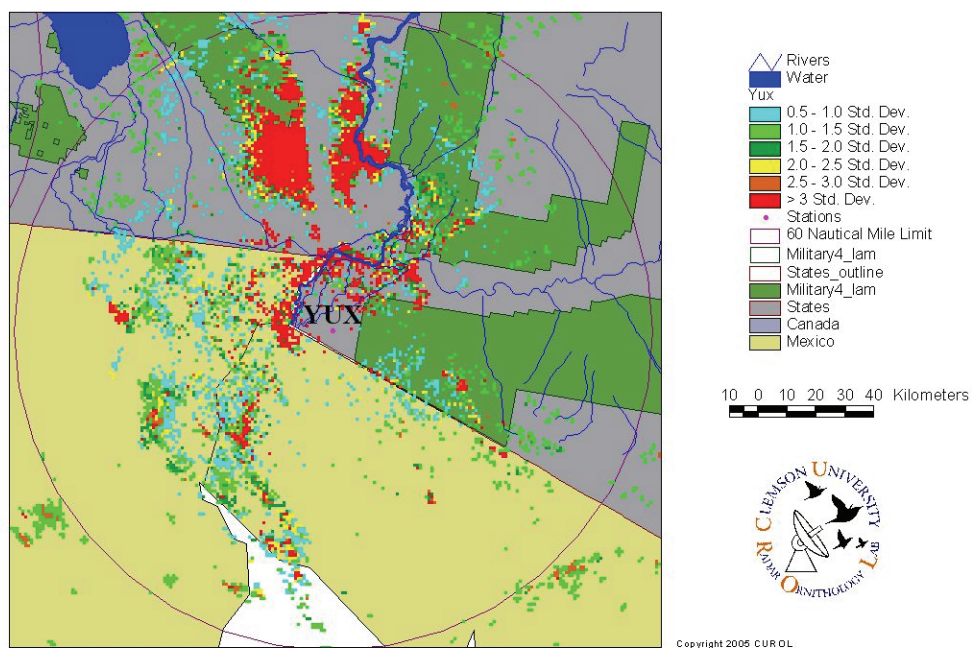 YUX
Rivers
Water
Yux
0.5 - 1.0 Std. Dev.
1.0 - 1.5 Std. Dev.
1.5 - 2.0 Std. Dev.
2.0 - 2.5 Std. Dev.
2.5 - 3.0 Std. Dev.
> 3 Std. Dev.
Stations
60 Nautical Mile Limit
Military4_lam
States_outline
Military4_lam
States
Canada
Mexico
10 0 10 20 30 40 Kilometers
CLEMSON UNIVERSITY
RADAR ORNITHOLOGY LAB
Copyright 2005 CUROL